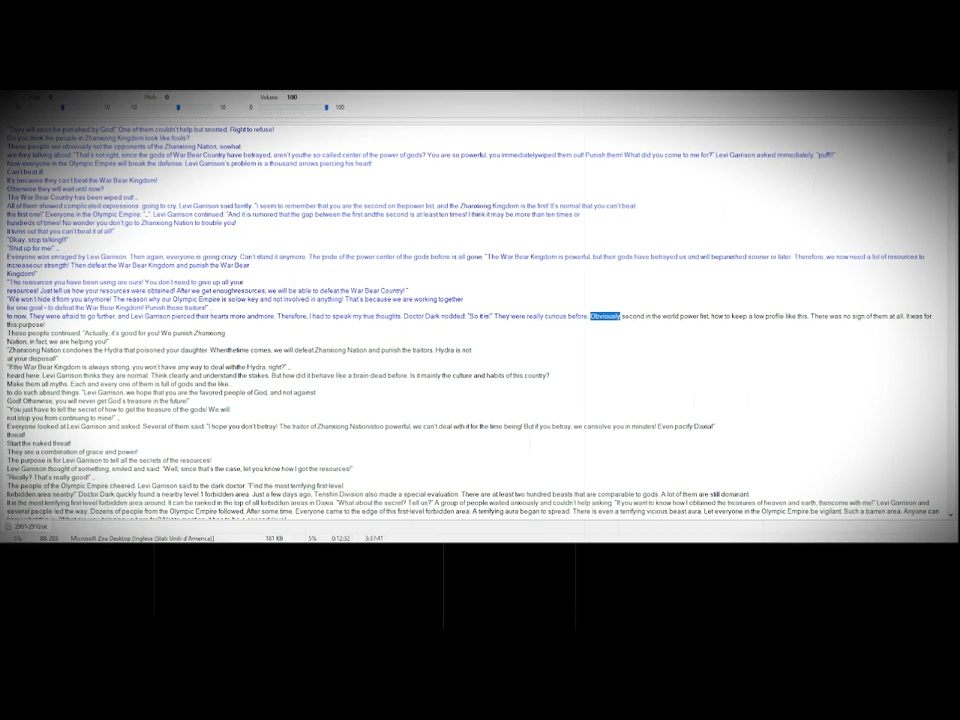 Pitch: 0
Volume: 100
10 -10 10 0 100
"They will soon be punished by God!" One of them couldn't help but snorted. Right to refuse!
Do you think the people in Zhanxiong Kingdom look like fools?
These people are obviously not the opponents of the Zhanxiong Nation, sowhat
are they talking about. "That's not right, since the gods of War Bear Country have betrayed, aren't youthe so-called center of the power of gods? You are so powerful, you immediatelywiped them out! Punish them! What did you come to me for?" Levi Garrison asked immediately. "puff!!"
Now everyone in the Olympic Empire will break the defense. Levi Garrison's problem is a thousand arrows piercing his heart!
Can't beat it!
It's because they can't beat the War Bear Kingdom!
Otherwise they will wait until now?
The War Bear Country has been wiped out...
All of them showed complicated expressions. going to cry. Levi Garrison said faintly: "I seem to remember that you are the second on thepower list, and the Zhanxiong Kingdom is the first! It's normal that you can't beat
the first one!" Everyone in the Olympic Empire: "...". Levi Garrison continued: "And it is rumored that the gap between the first andthe second is at least ten times! I think it may be more than ten times or
hundreds of times! No wonder you don't go to Zhanxiong Nation to trouble you!
It turns out that you can't beat it at all!"
"Okay, stop talking!!!"
"Shut up for me!" ..
Everyone was enraged by Levi Garrison. Then again, everyone is going crazy. Can't stand it anymore. The pride of the power center of the gods before is all gone. "The War Bear Kingdom is powerful, but their gods have betrayed us and will bepunished sooner or later. Therefore, we now need a lot of resources to
increaseour strength! Then defeat the War Bear Kingdom and punish the War Bear
Kingdom!"
"The resources you have been using are ours! You don't need to give up all your
resources! Just tell us how your resources were obtained! After we get enoughresources, we will be able to defeat the War Bear Country! "
"We won't hide it from you anymore! The reason why our Olympic Empire is solow-key and not involved in anything! That's because we are working together
for one goal – to defeat the War Bear Kingdom! Punish these traitors!" ..
to now. They were afraid to go further, and Levi Garrison pierced their hearts more andmore. Therefore, I had to speak my true thoughts. Doctor Dark nodded: "So it is!" They were really curious before. Obviously second in the world power list, how to keep a low profile like this. There was no sign of them at all. Itwas for
this purpose!
These people continued: "Actually, it's good for you! We punish Zhanxiong
Nation, in fact, we are helping you!"
"Zhanxiong Nation condones the Hydra that poisoned your daughter. Whenthetime comes, we will defeat Zhanxiong Nation and punish the traitors. Hydra is not
at your disposal!"
"If the War Bear Kingdom is always strong, you won't have any way to deal withthe Hydra, right?" ..
heard here. Levi Garrison thinks they are normal. Think clearly and understand the stakes. But how did it behave like a brain-dead before. Is it mainly the culture and habits of this country?
Make them all myths. Each and every one of them is full of gods and the like..
to do such absurd things. "Levi Garrison, we hope that you are the favored people of God, and not against
God! Otherwise, you will never get God's treasure in the future!"
"You just have to tell the secret of how to get the treasure of the gods! We will
not stop you from continuing to mine!" ..
Everyone looked at Levi Garrison and asked. Several of them said: "I hope you don't betray! The traitor of Zhanxiong Nationistoo powerful, we can't deal with it for the time being! But if you betray, we cansolve you in minutes! Even pacify Daxia!"
threat!
Start the naked threat!
They are a combination of grace and power!
The purpose is for Levi Garrison to tell all the secrets of the resources!
Levi Garrison thought of something, smiled and said: "Well, since that's the case, let you know how I got the resources!"
"Really? That's really good!" ..
The people of the Olympic Empire cheered. Levi Garrison said to the dark doctor: "Find the most terrifying first-level
forbidden area nearby!" Doctor Dark quickly found a nearby level 1 forbidden area. Just a few days ago, Tenshin Division also made a special evaluation. There are at least two hundred beasts that are comparable to gods. A lot of them are still dominant.
It is the most terrifying first-level forbidden area around. It can be ranked in the top of all forbidden areas in Daxia. "What about the secret? Tell us?" A group of people waited anxiously and couldn't help asking. "If you want to know how I obtained the treasures of heaven and earth, thencome with me!" Levi Garrison and
several people led the way. Dozens of people from the Olympic Empire followed. After some time. Everyone came to the edge of this first-level forbidden area. A terrifying aura began to spread. There is even a terrifying vicious beast aura. Let everyone in the Olympic Empire be vigilant. Such a barren area. Anyone can
2901-2910.txt
5% 88: 203 Microsoft Zira Desktop [Inglese (Stati Uniti d'America)] 181 KB 5% 0:12:32 3:37:41